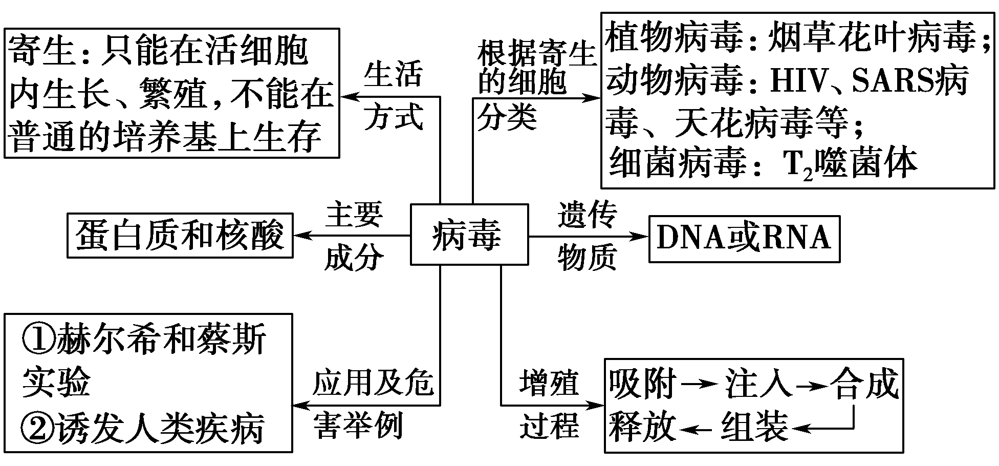 寄生：只能在活细胞
内生长、繁殖，不能在
普通的培养基上生存
生活
方式
根据寄生
的细胞
分类
植物病毒：烟草花叶病毒；
动物病毒：HIV、SARS病
毒、天花病毒等；
细菌病毒：T₂噬菌体
蛋白质和核酸
主要
成分
病毒
遗传
物质
DNA或RNA
①赫尔希和蔡斯
实验
②诱发人类疾病
应用及危
害举例
增殖
过程
吸附→注入→合成
释放←组装